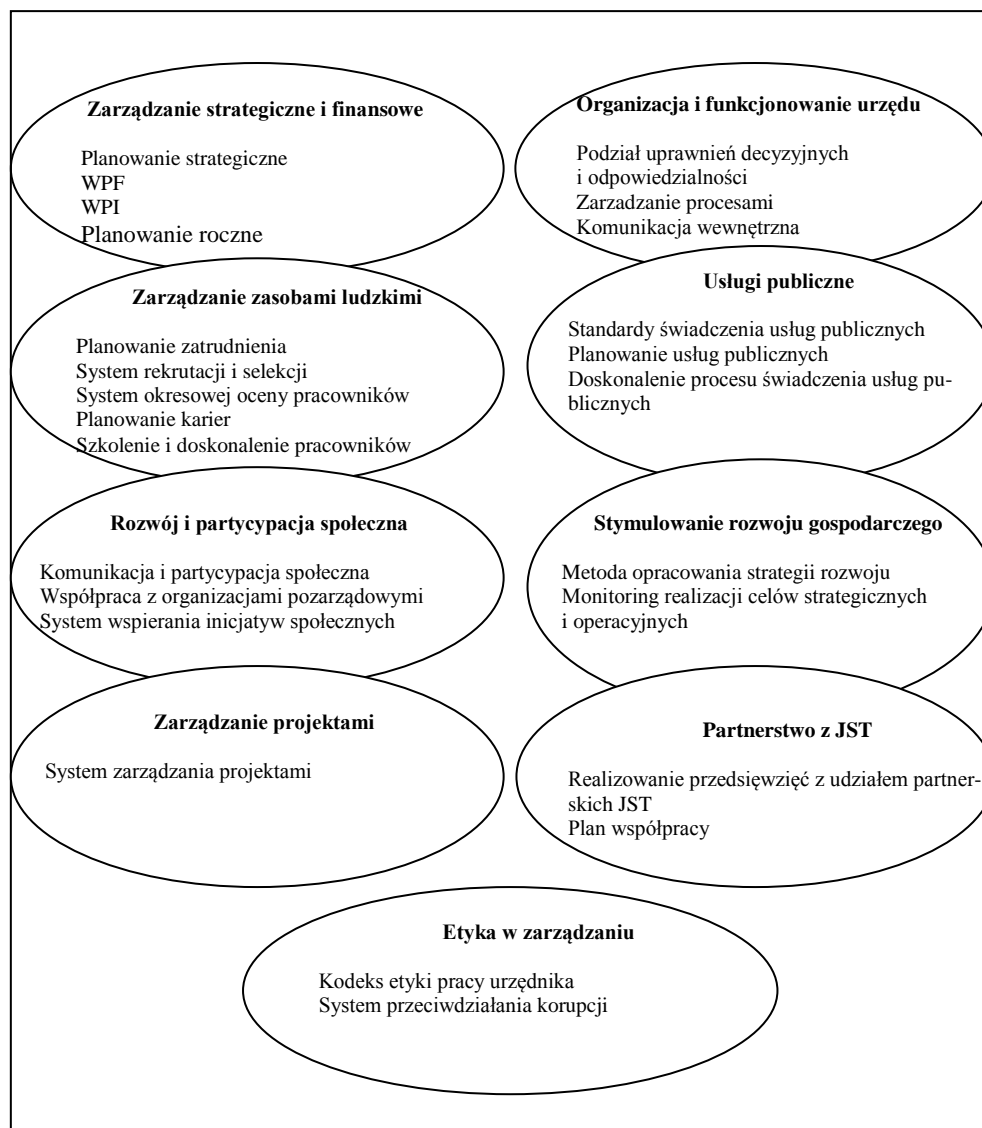 Zarządzanie strategiczne i finansowe
Planowanie strategiczne
WPF
WPI
Planowanie roczne
Organizacja i funkcjonowanie urzędu
Podział uprawnień decyzyjnych
i odpowiedzialności
Zarzadzanie procesami
Komunikacja wewnętrzna
Zarządzanie zasobami ludzkimi
Planowanie zatrudnienia
System rekrutacji i selekcji
System okresowej oceny pracowników
Planowanie karier
Szkolenie i doskonalenie pracowników
Usługi publiczne
Standardy świadczenia usług publicznych
Planowanie usług publicznych
Doskonalenie procesu świadczenia usług pu-
blicznych
Rozwój i partycypacja społeczna
Komunikacja i partycypacja społeczna
Współpraca z organizacjami pozarządowymi
System wspierania inicjatyw społecznych
Stymulowanie rozwoju gospodarczego
Metoda opracowania strategii rozwoju
Monitoring realizacji celów strategicznych
i operacyjnych
Zarządzanie projektami
System zarządzania projektami
Partnerstwo z JST
Realizowanie przedsięwzięć z udziałem partner-
skich JST
Plan współpracy
Etyka w zarządzaniu
Kodeks etyki pracy urzędnika
System przeciwdziałania korupcji